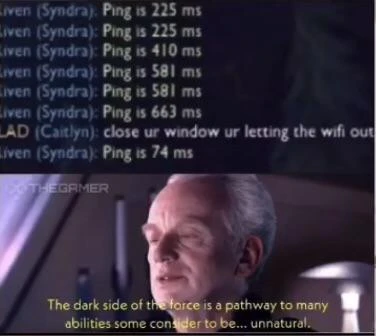 iven (Syndra): Ping is 225 ms
iven (Syndra): Ping is 225 ms
iven (Syndra): Ping is 410 ms
iven (Syndra): Ping is 581 ms
iven (Syndra): Ping is 581 ms
iven (Syndra): Ping is 663 ms
LAD (Caitlyn): close ur window ur letting the wifi out
iven (Syndra): Ping is 74 ms
THEGAMER
The dark side of the force is a pathway to many
abilities some consider to be... unnatural.